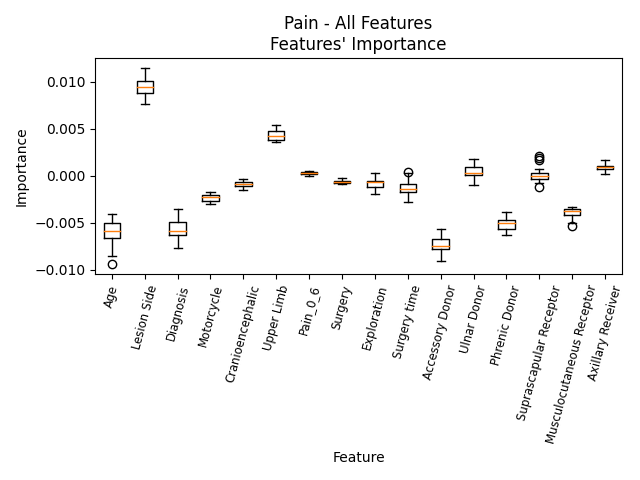 Pain - All Features
Features' Importance
Importance
0.010
0.005
0.000
−0.005
−0.010
Age
Lesion Side
Diagnosis
Motorcycle
Cranioencephalic
Upper Limb
Pain_0_6
Surgery
Exploration
Surgery time
Accessory Donor
Ulnar Donor
Phrenic Donor
Suprascapular Receptor
Musculocutaneous Receptor
Axillary Receiver
Feature